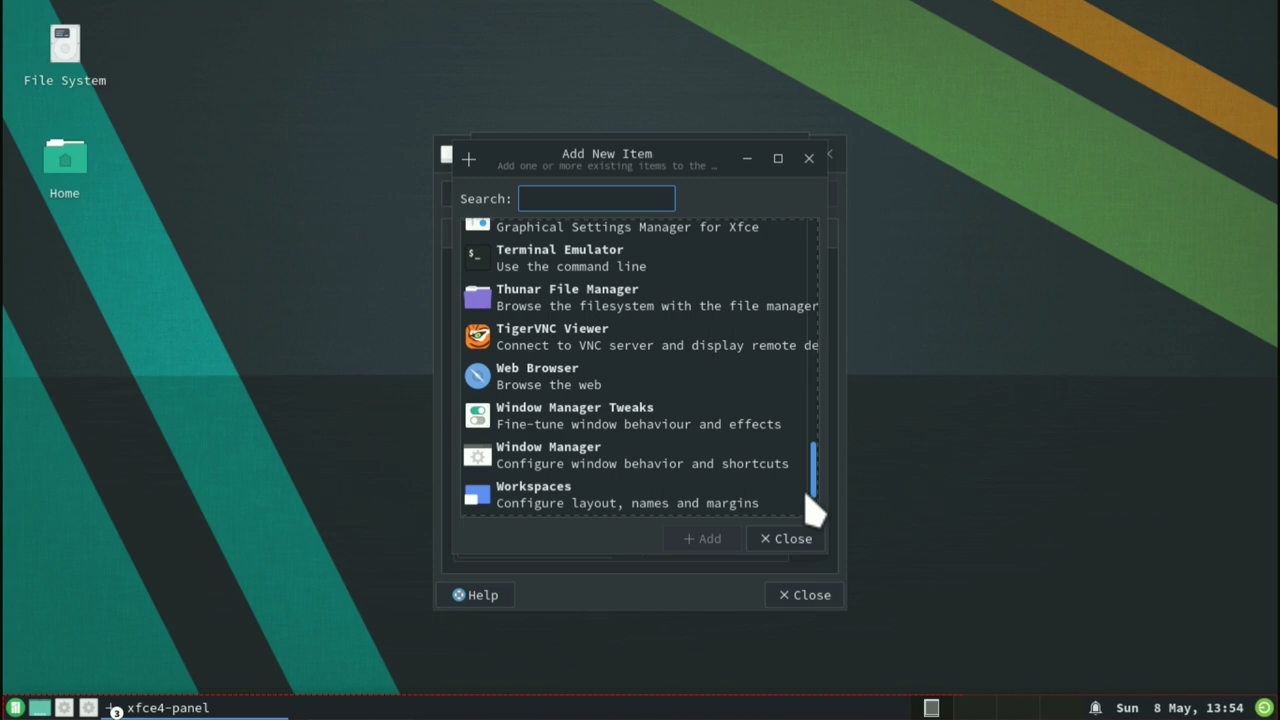 File System
Home
Add New Item
Add one or more existing items to the …
Search:
Graphical Settings Manager for Xfce
Terminal Emulator
Use the command line
Thunar File Manager
Browse the filesystem with the file manager
TigerVNC Viewer
Connect to VNC server and display remote de
Web Browser
Browse the web
Window Manager Tweaks
Fine-tune window behaviour and effects
Window Manager
Configure window behavior and shortcuts
Workspaces
Configure layout, names and margins
Add
Close
Help
Close
3
xfce4-panel
Sun 8 May, 13:54